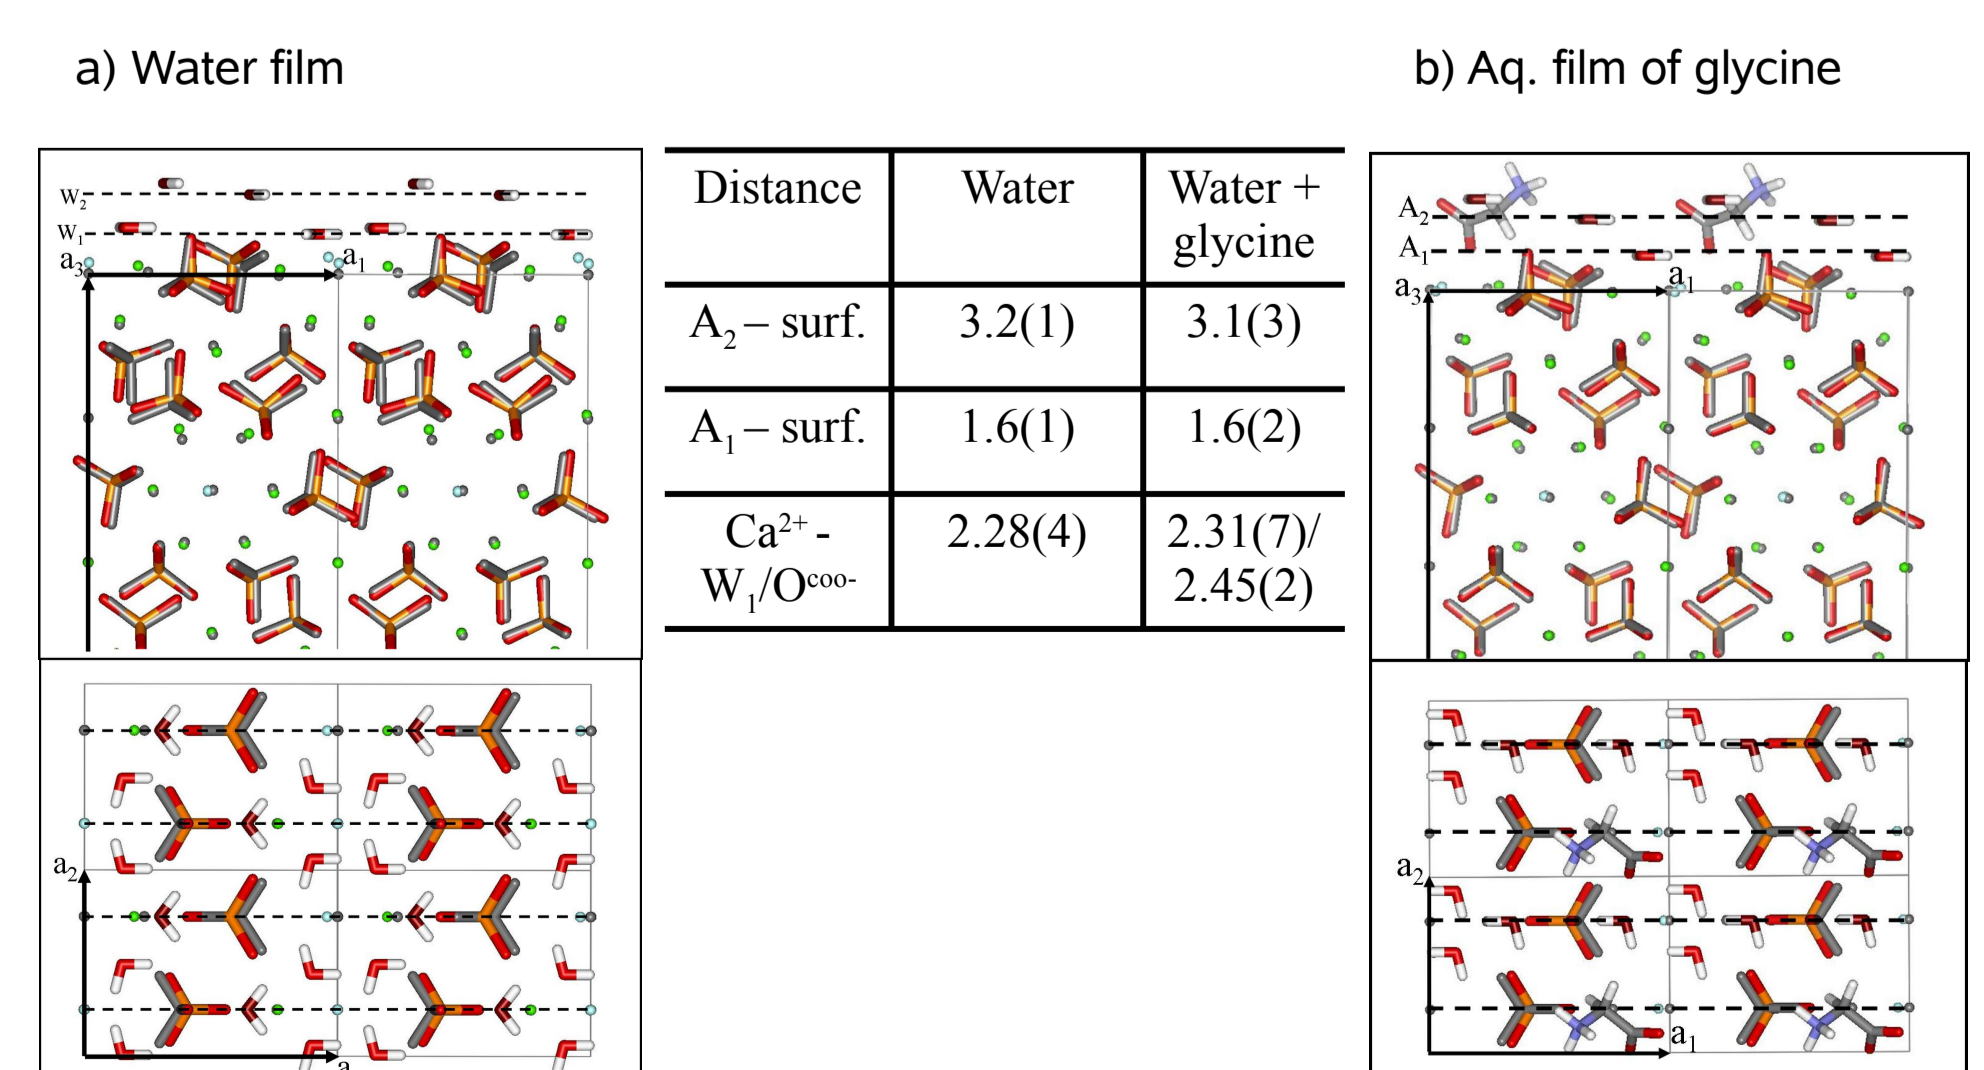 a) Water film
b) Aq. film of glycine
W₂
W₁
a₃
a₁
a₂
a
Distance
Water
Water +
glycine
A₂ – surf.
3.2(1)
3.1(3)
A₁ – surf.
1.6(1)
1.6(2)
Ca²⁺ -
W₁/Oᶜᵒᵒ⁻
2.28(4)
2.31(7)/
2.45(2)
A₂
A₁
a₃
a₁
a₂
a₁